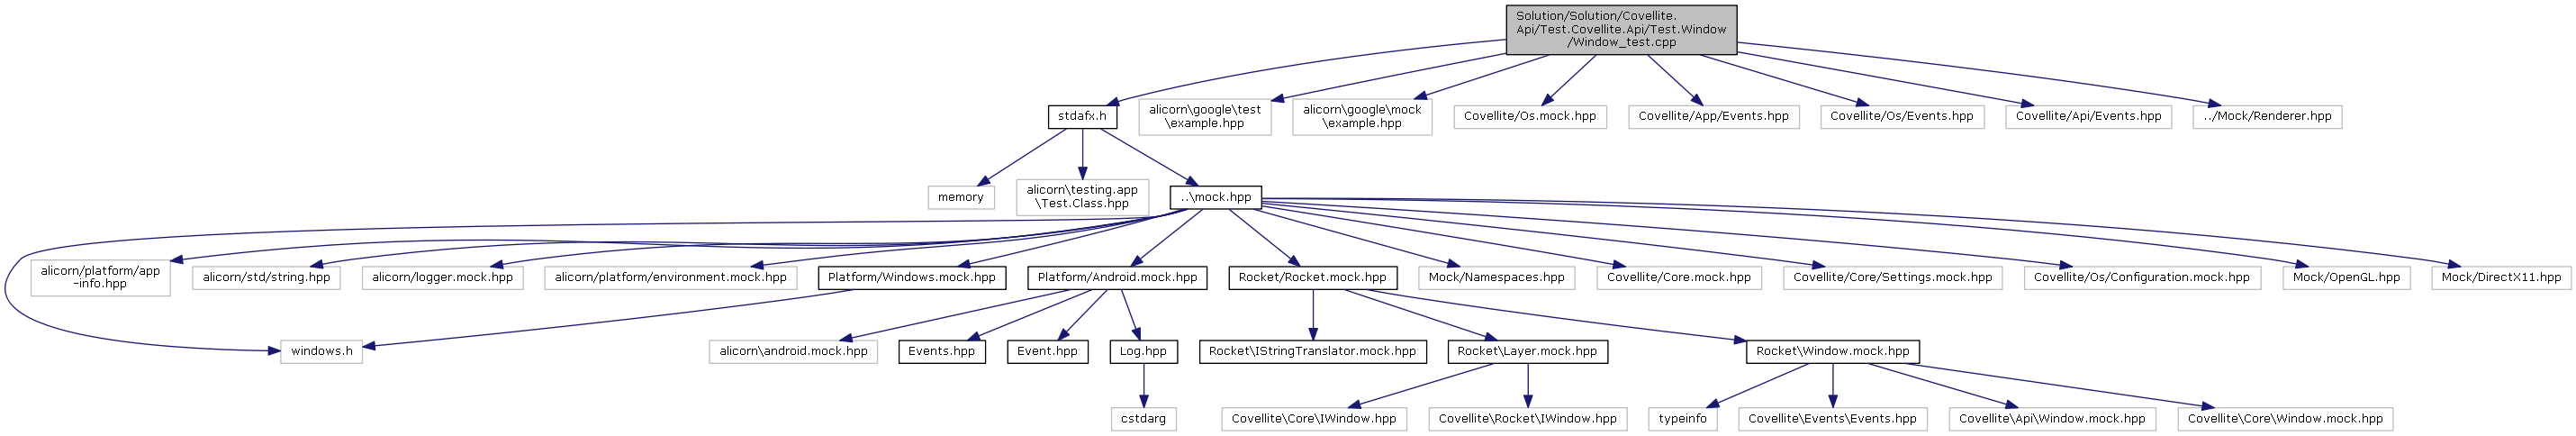 Solution/Solution/Covellite.
Api/Test.Covellite.Api/Test.Window
/Window_test.cpp
stdafx.h
alicorn\google\test
\example.hpp
alicorn\google\mock
\example.hpp
Covellite/Os.mock.hpp
Covellite/App/Events.hpp
Covellite/Os/Events.hpp
Covellite/Api/Events.hpp
../Mock/Renderer.hpp
memory
alicorn\testing.app
\Test.Class.hpp
..\mock.hpp
alicorn/platform/app
-info.hpp
alicorn/std/string.hpp
alicorn/logger.mock.hpp
alicorn/platform/environment.mock.hpp
Platform/Windows.mock.hpp
Platform/Android.mock.hpp
Rocket/Rocket.mock.hpp
Mock/Namespaces.hpp
Covellite/Core.mock.hpp
Covellite/Core/Settings.mock.hpp
Covellite/Os/Configuration.mock.hpp
Mock/OpenGL.hpp
Mock/DirectX11.hpp
windows.h
alicorn\android.mock.hpp
Events.hpp
Event.hpp
Log.hpp
Rocket\IStringTranslator.mock.hpp
Rocket\Layer.mock.hpp
Rocket\Window.mock.hpp
cstdarg
Covellite\Core\IWindow.hpp
Covellite\Rocket\IWindow.hpp
typeinfo
Covellite\Events\Events.hpp
Covellite\Api\Window.mock.hpp
Covellite\Core\Window.mock.hpp